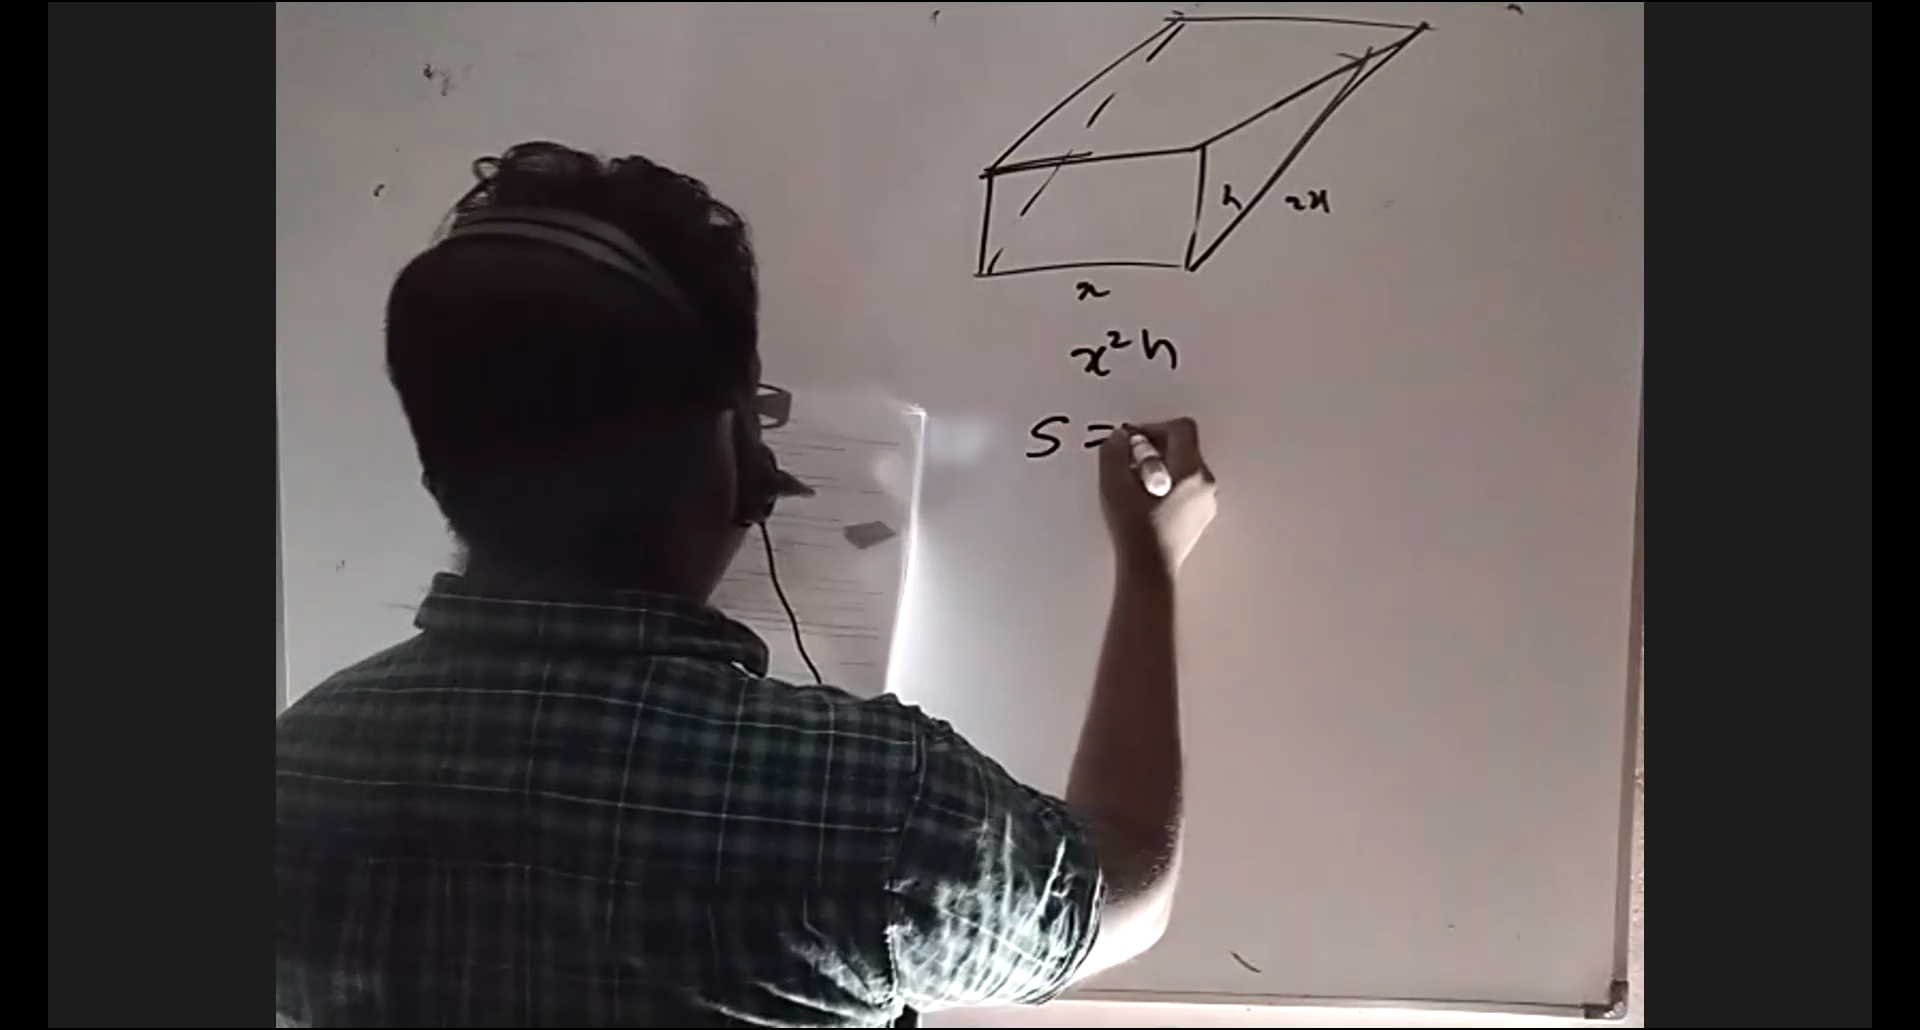 h
2x
x
x²h
S =